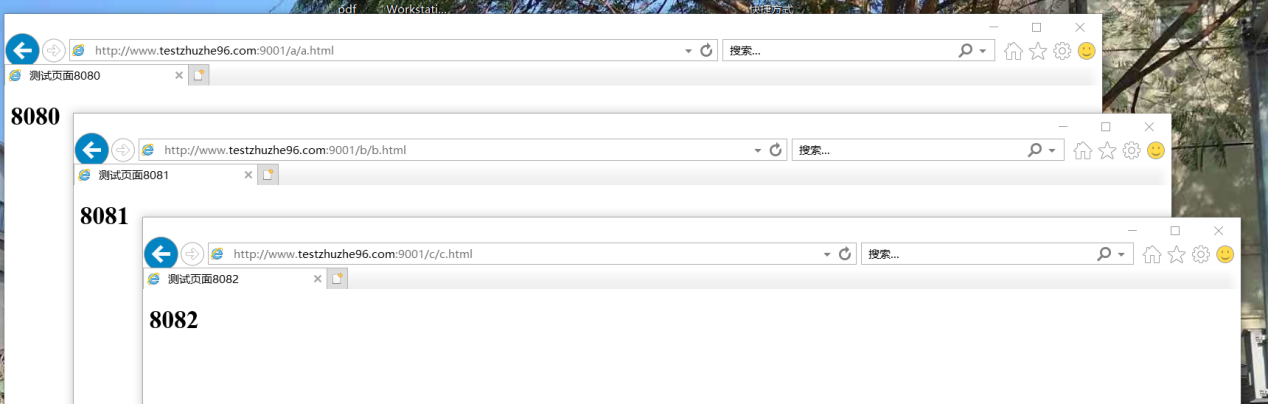 pdf Workstati... 快捷方式
http://www.testzhuzhe96.com:9001/a/a.html 搜索...
测试页面8080
8080
http://www.testzhuzhe96.com:9001/b/b.html 搜索...
测试页面8081
8081
http://www.testzhuzhe96.com:9001/c/c.html 搜索...
测试页面8082
8082